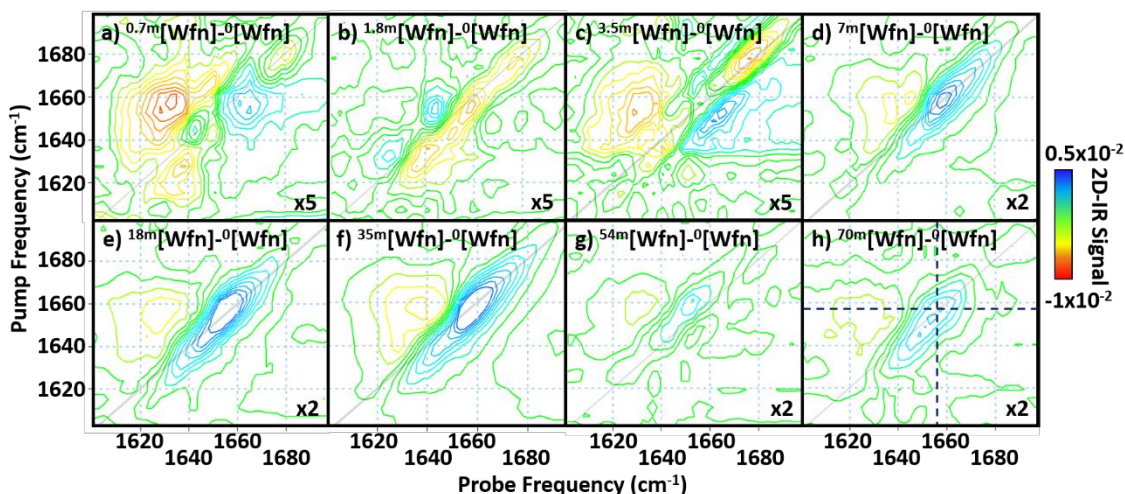 a) 0.7m[Wfn]-0[Wfn]
b) 1.8m[Wfn]-0[Wfn]
c) 3.5m[Wfn]-0[Wfn]
d) 7m[Wfn]-0[Wfn]
1680
1660
1640
1620
x5
x5
x5
x2
e) 18m[Wfn]-0[Wfn]
f) 35m[Wfn]-0[Wfn]
g) 54m[Wfn]-0[Wfn]
h) 70m[Wfn]-0[Wfn]
1680
1660
1640
1620
x2
x2
x2
Pump Frequency (cm-1)
0.5x10-2
2D-IR Signal
-1x10-2
1620 1660
1640 1680
1620 1660
1640 1680
1620 1660
1640 1680
1620 1660
1640 1680
Probe Frequency (cm-1)